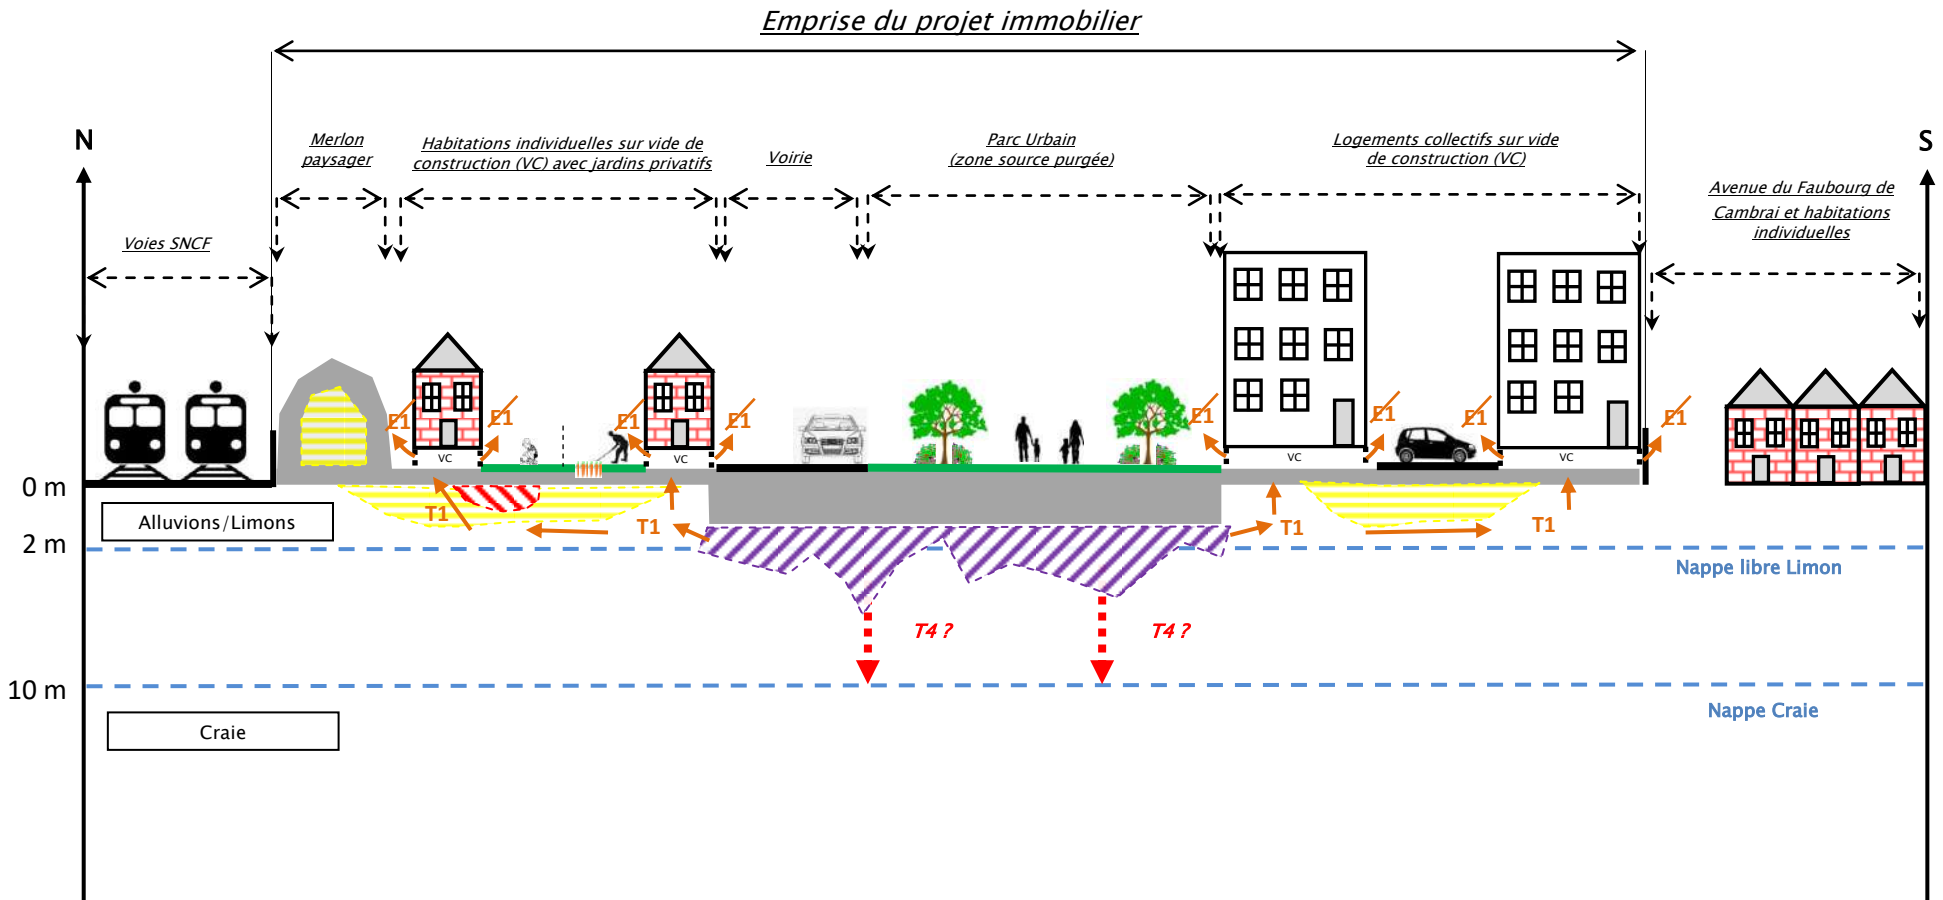 Emprise du projet immobilier
N
Merlon
paysager
Habitations individuelles sur vide de
construction (VC) avec jardins privatifs
Voirie
Parc Urbain
(zone source purgée)
Logements collectifs sur vide
de construction (VC)
S
Avenue du Faubourg de
Cambrai et habitations
individuelles
Voies SNCF
E1
E1
E1
E1
E1
E1
E1
E1
VC
VC
VC
VC
0 m
Alluvions/Limons
T1
T1
T1
T1
2 m
Nappe libre Limon
T4 ?
T4 ?
10 m
Nappe Craie
Craie